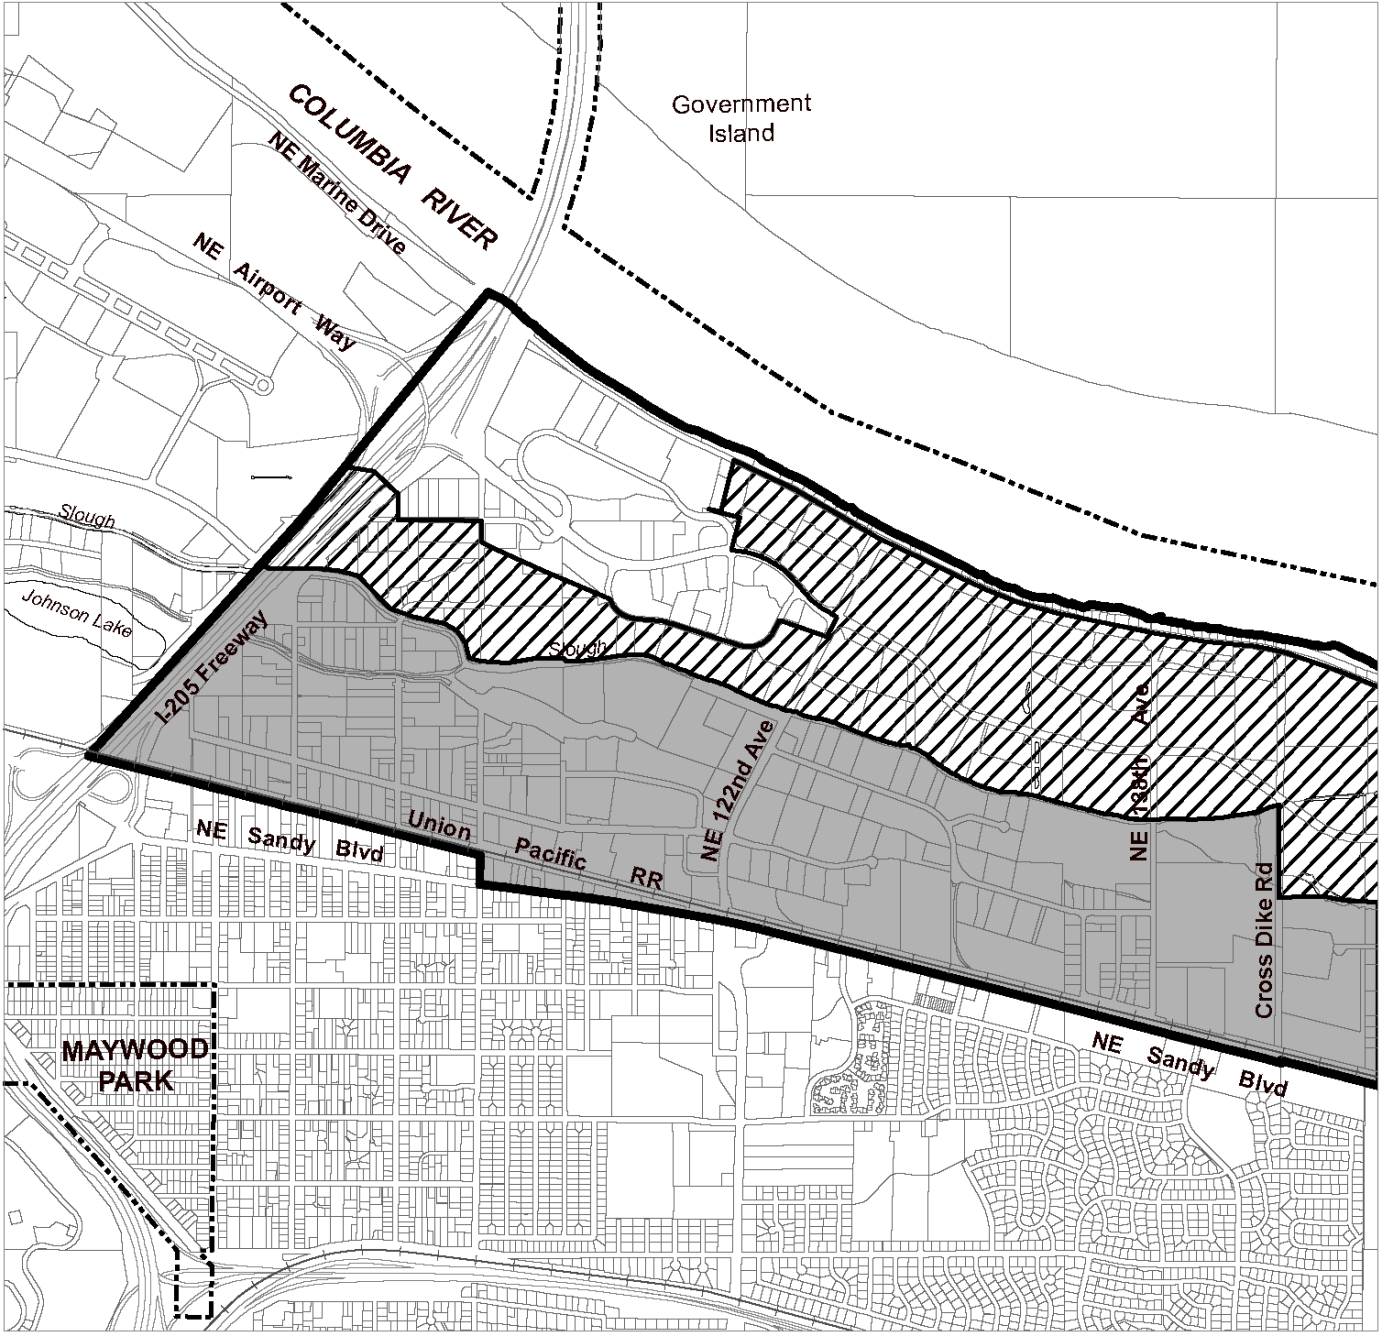 Government
Island
COLUMBIA RIVER
NE Marine Drive
NE Airport Way
Slough
Johnson Lake
I-205 Freeway
Slough
NE 138th Ave
NE 122nd Ave
Union Pacific RR
NE Sandy Blvd
Cross Dike Rd
MAYWOOD
PARK
NE Sandy Blvd